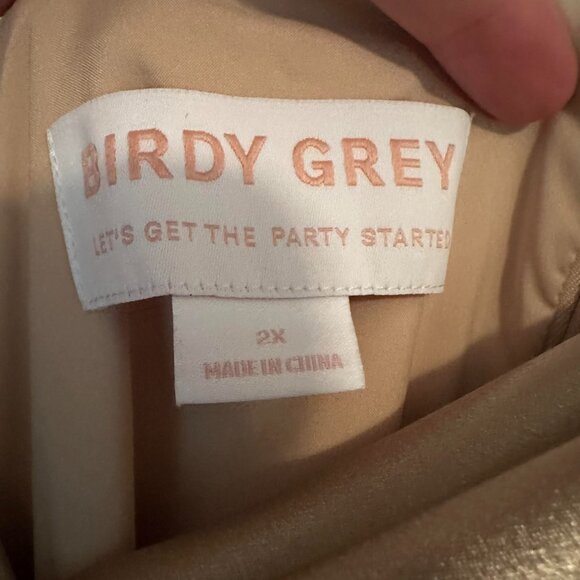 BIRDY GREY
LET'S GET THE PARTY STARTED
2X
MADE IN CHINA